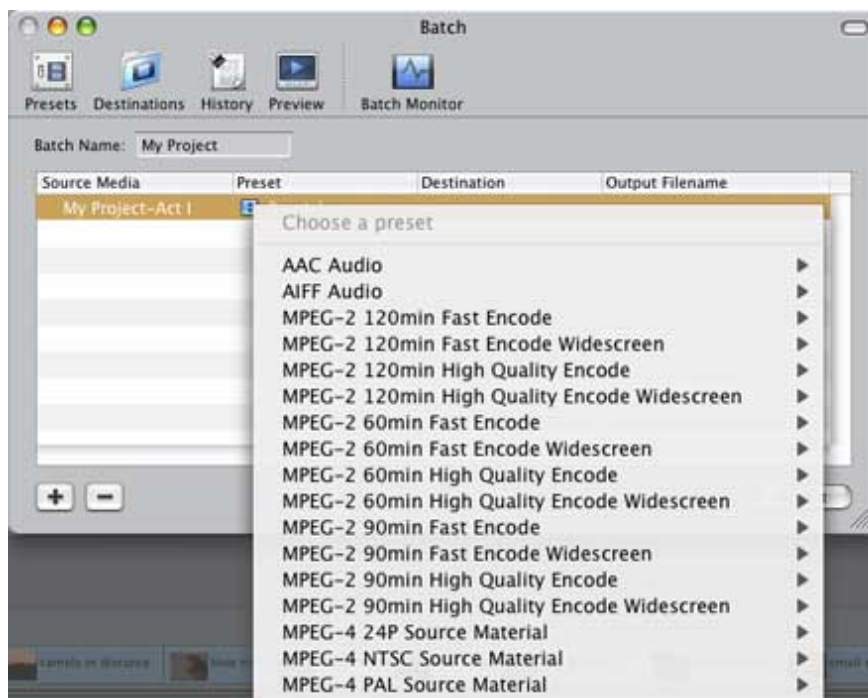 Batch
Presets Destinations History Preview Batch Monitor
Batch Name: My Project
Source Media Preset Destination Output Filename
My Project-Act I
Choose a preset
AAC Audio
AIFF Audio
MPEG-2 120min Fast Encode
MPEG-2 120min Fast Encode Widescreen
MPEG-2 120min High Quality Encode
MPEG-2 120min High Quality Encode Widescreen
MPEG-2 60min Fast Encode
MPEG-2 60min Fast Encode Widescreen
MPEG-2 60min High Quality Encode
MPEG-2 60min High Quality Encode Widescreen
MPEG-2 90min Fast Encode
MPEG-2 90min Fast Encode Widescreen
MPEG-2 90min High Quality Encode
MPEG-2 90min High Quality Encode Widescreen
MPEG-4 24P Source Material
MPEG-4 NTSC Source Material
camels in distance
MPEG-4 PAL Source Material